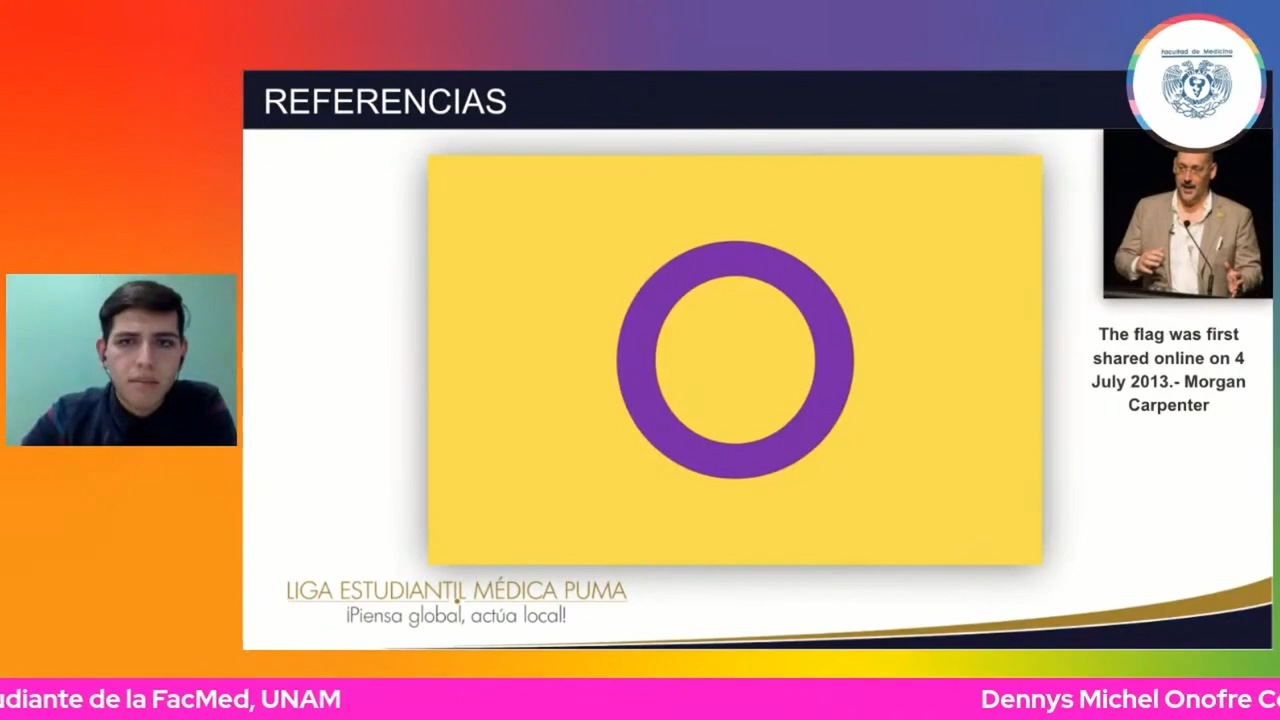 Facultad de Medicina
REFERENCIAS
The flag was first
shared online on 4
July 2013.- Morgan
Carpenter
LIGA ESTUDIANTIL MÉDICA PUMA
¡Piensa global, actúa local!
udiante de la FacMed, UNAM
Dennys Michel Onofre Co